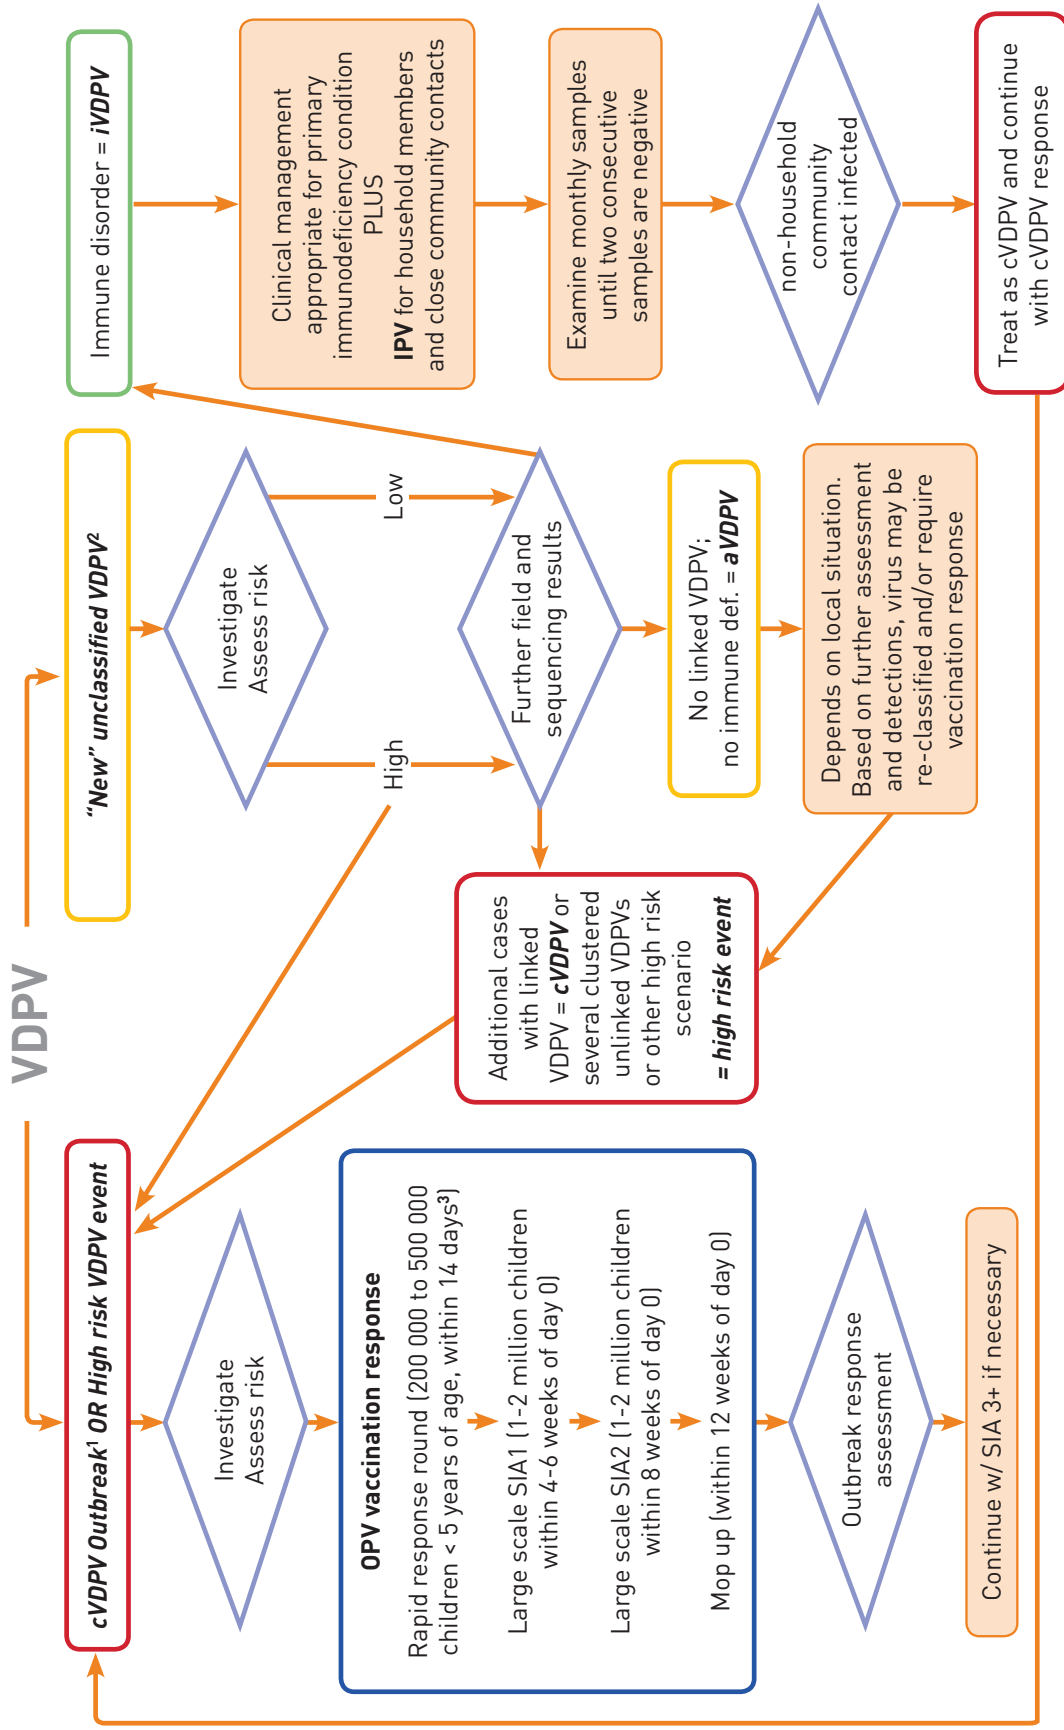 VDPV
cVDPV Outbreak¹ OR High risk VDPV event
Investigate
Assess risk
OPV vaccination response
Rapid response round (200 000 to 500 000
children < 5 years of age, within 14 days³)
Large scale SIA1 (1-2 million children
within 4-6 weeks of day 0)
Large scale SIA2 (1-2 million children
within 8 weeks of day 0)
Mop up (within 12 weeks of day 0)
Outbreak response
assessment
Continue w/ SIA 3+ if necessary
"New" unclassified VDPV²
Investigate
Assess risk
High
Low
Further field and
sequencing results
Additional cases
with linked
VDPV = cVDPV or
several clustered
unlinked VDPVs
or other high risk
scenario
= high risk event
No linked VDPV;
no immune def. = aVDPV
Depends on local situation.
Based on further assessment
and detections, virus may be
re-classified and/or require
vaccination response
Immune disorder = iVDPV
Clinical management
appropriate for primary
immunodeficiency condition
PLUS
IPV for household members
and close community contacts
Examine monthly samples
until two consecutive
samples are negative
non-household
community
contact infected
Treat as cVDPV and continue
with cVDPV response